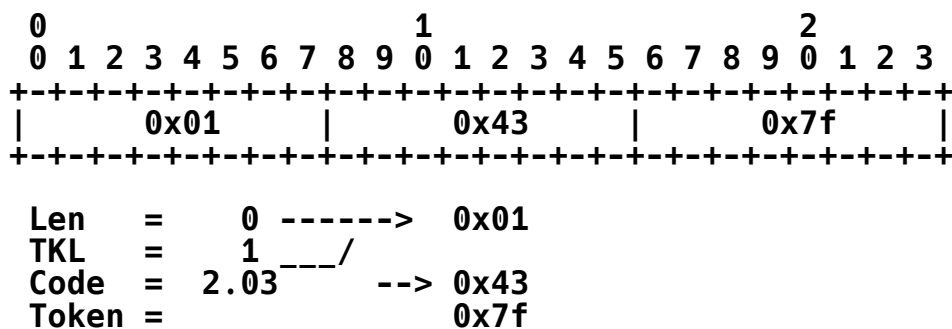 0                   1                   2
 0 1 2 3 4 5 6 7 8 9 0 1 2 3 4 5 6 7 8 9 0 1 2 3
+-+-+-+-+-+-+-+-+-+-+-+-+-+-+-+-+-+-+-+-+-+-+-+-+
|      0x01     |      0x43     |      0x7f     |
+-+-+-+-+-+-+-+-+-+-+-+-+-+-+-+-+-+-+-+-+-+-+-+-+

 Len   =    0 ------>  0x01
 TKL   =    1 ___/
 Code  =  2.03     --> 0x43
 Token =               0x7f